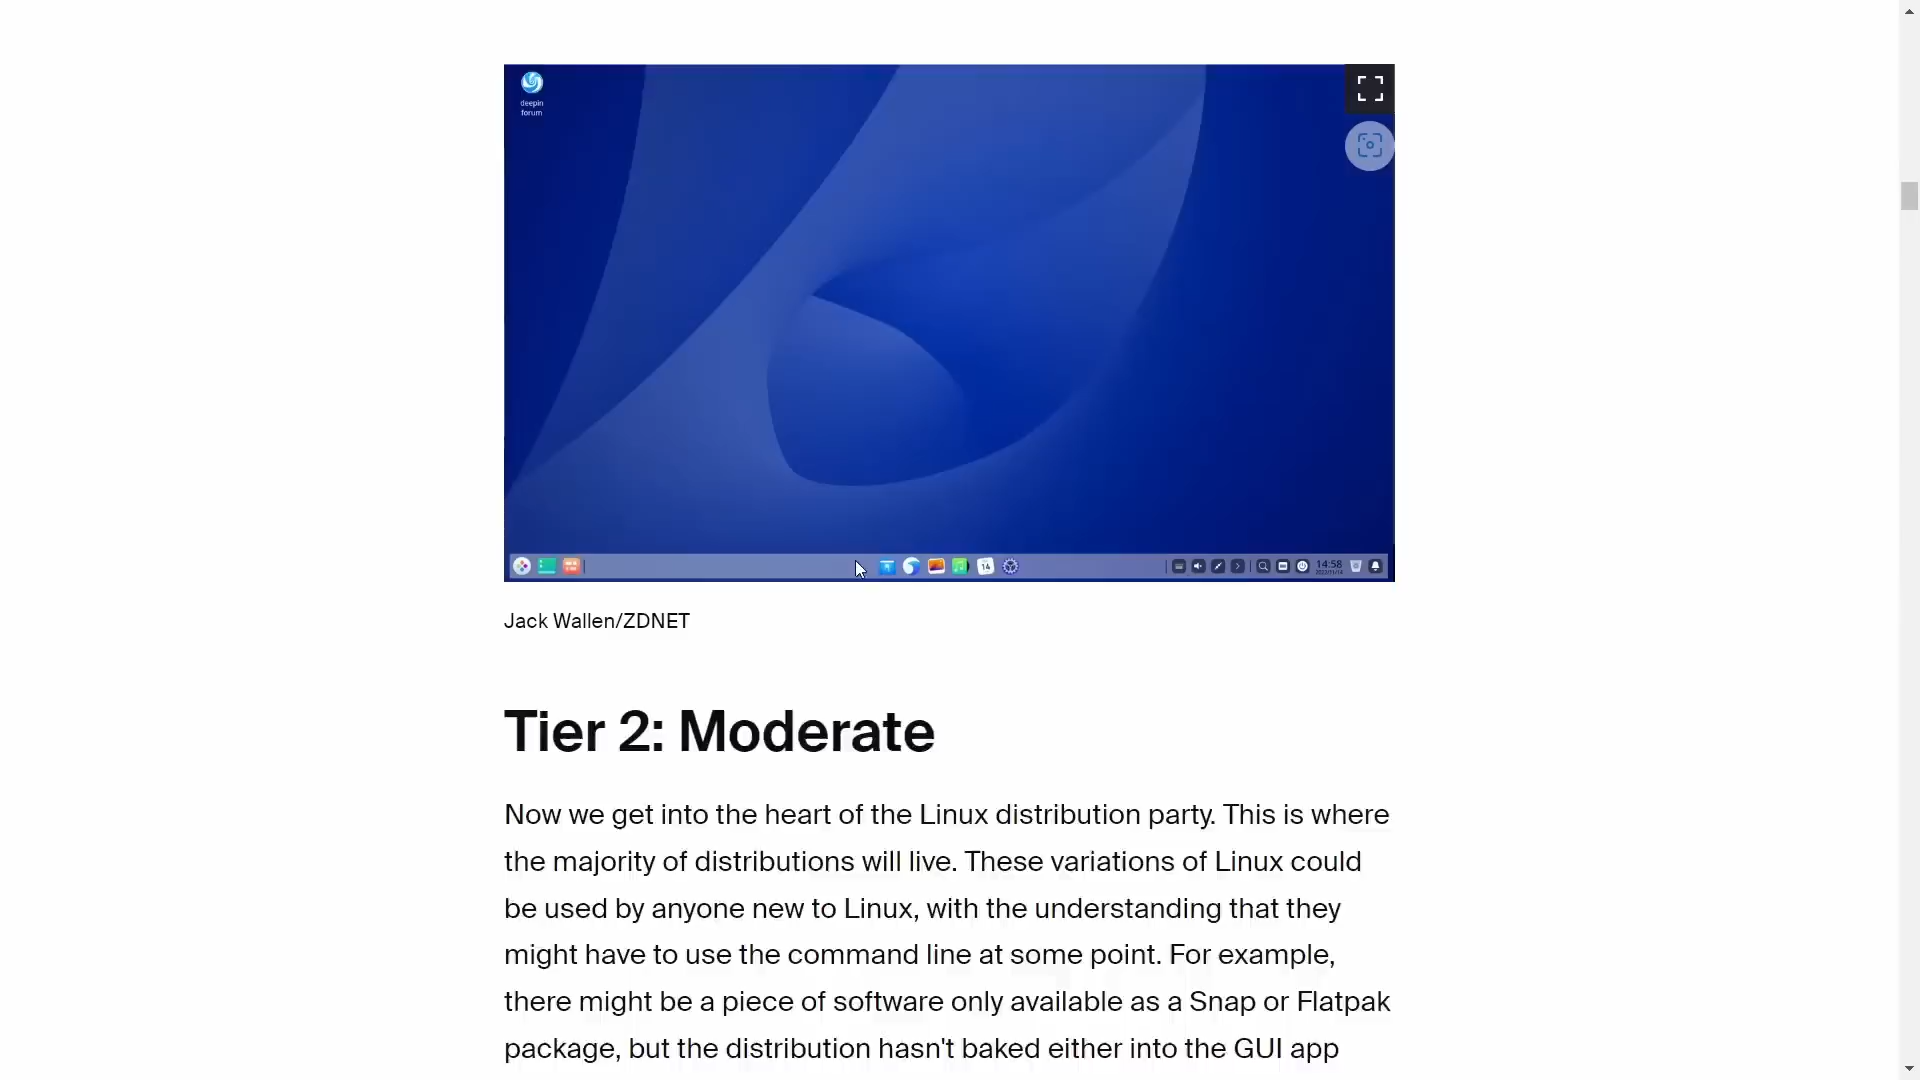 deepin
forum
14
14:58
Jack Wallen/ZDNET
Tier 2: Moderate
Now we get into the heart of the Linux distribution party. This is where
the majority of distributions will live. These variations of Linux could
be used by anyone new to Linux, with the understanding that they
might have to use the command line at some point. For example,
there might be a piece of software only available as a Snap or Flatpak
package, but the distribution hasn't baked either into the GUI app